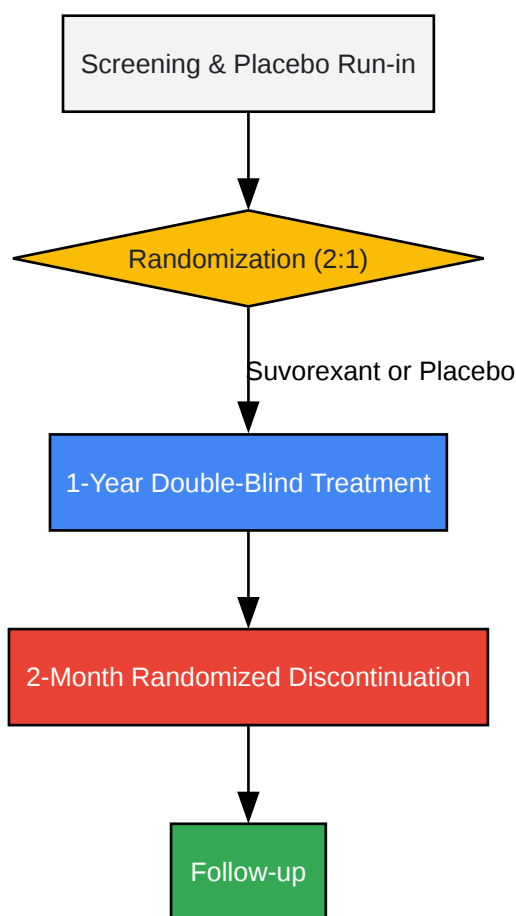 Screening & Placebo Run-in
Randomization (2:1)
Suvorexant or Placebo
1-Year Double-Blind Treatment
2-Month Randomized Discontinuation
Follow-up